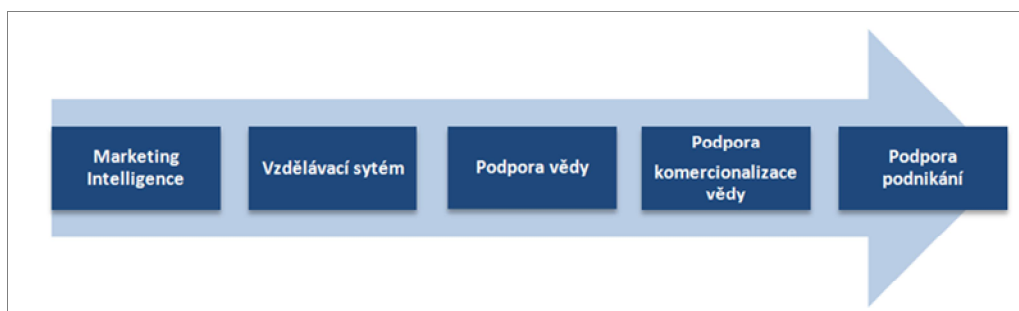 Marketing
Intelligence
Vzdělávací sytém
Podpora vědy
Podpora
komercionalizace
vědy
Podpora
podnikání